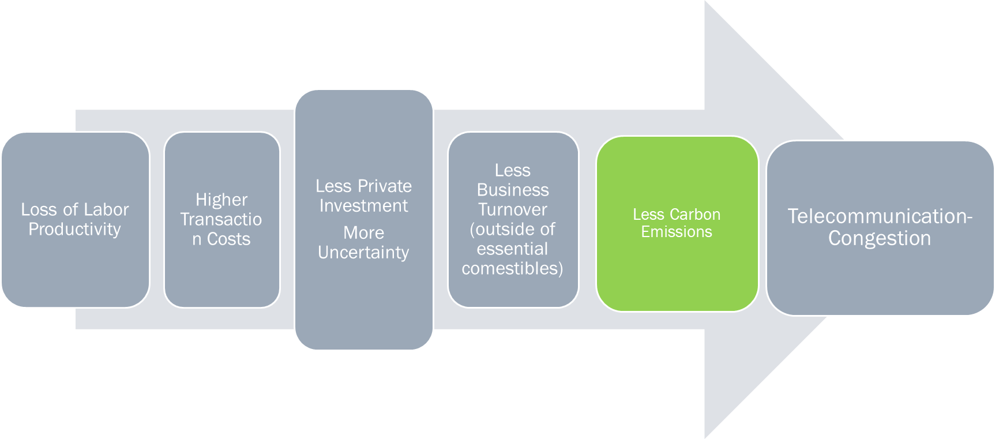 Loss of Labor
Productivity
Higher
Transactio
n Costs
Less Private
Investment
More
Uncertainty
Less
Business
Turnover
(outside of
essential
comestibles)
Less Carbon
Emissions
Telecommunication-
Congestion